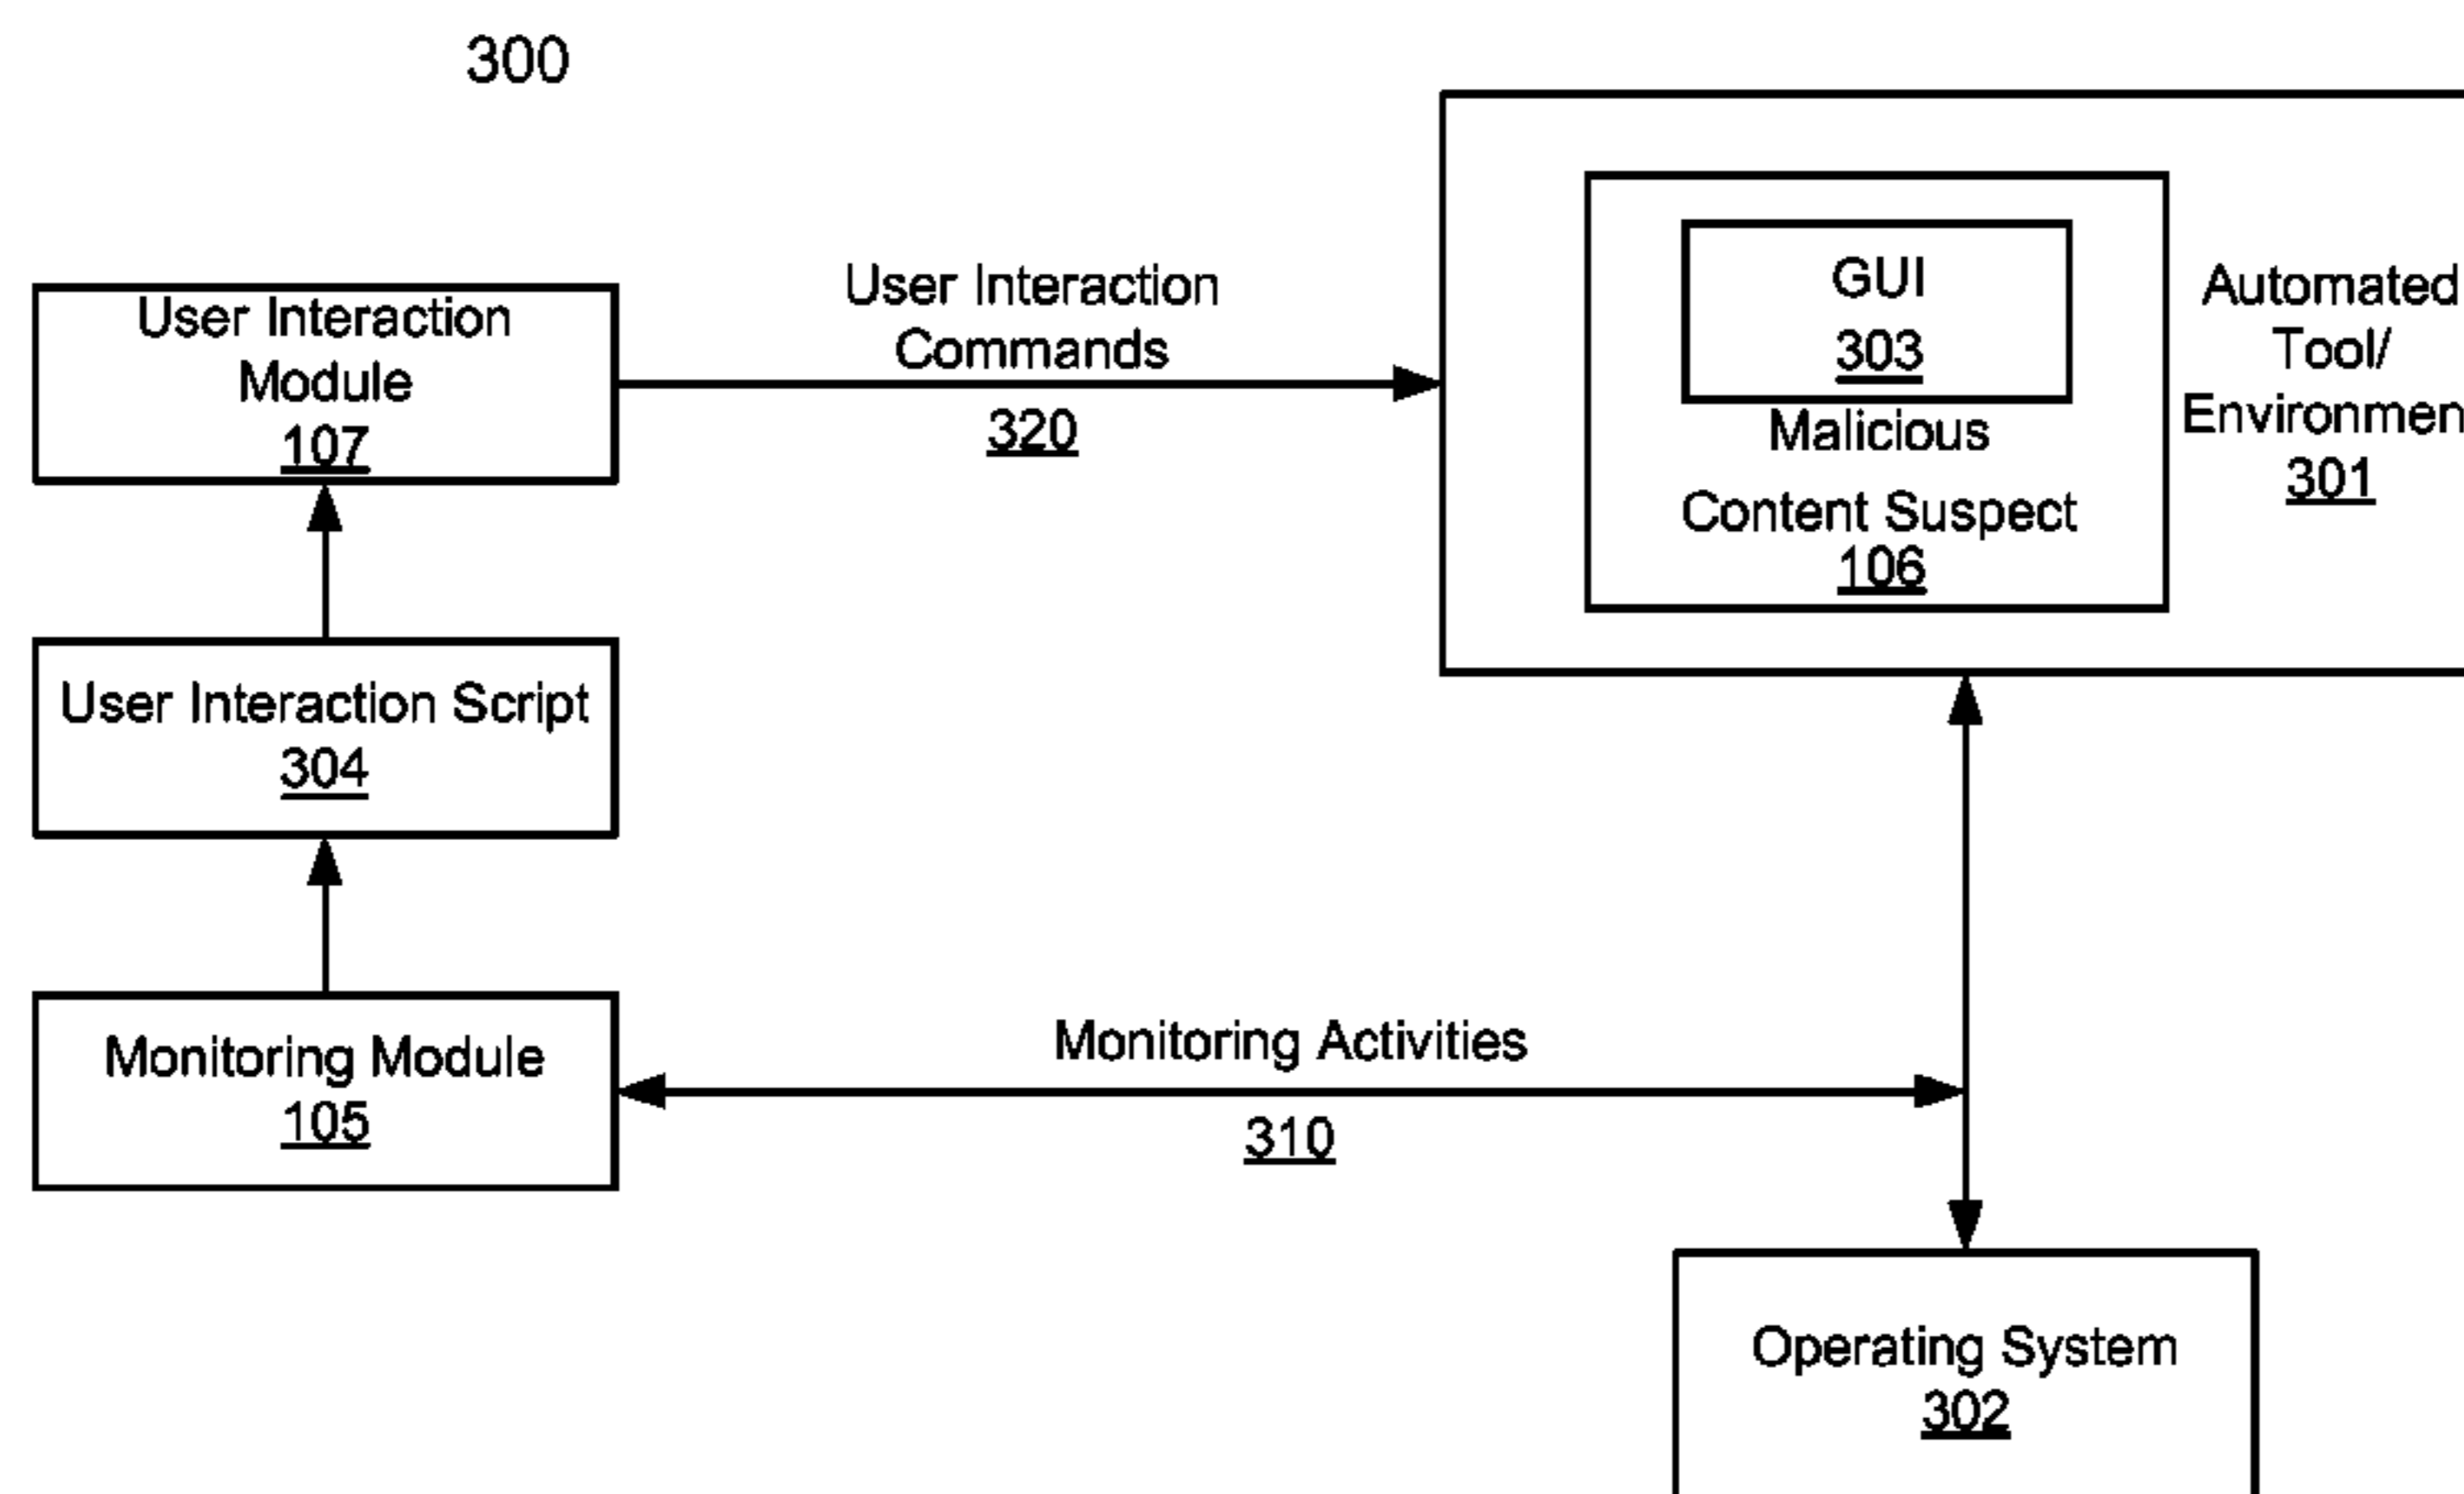 300
User Interaction
Module
107
User Interaction
Commands
320
GUI
303
Malicious
Content Suspect
106
Automated
Tool/
Environmen
301
User Interaction Script
304
Monitoring Module
105
Monitoring Activities
310
Operating System
302